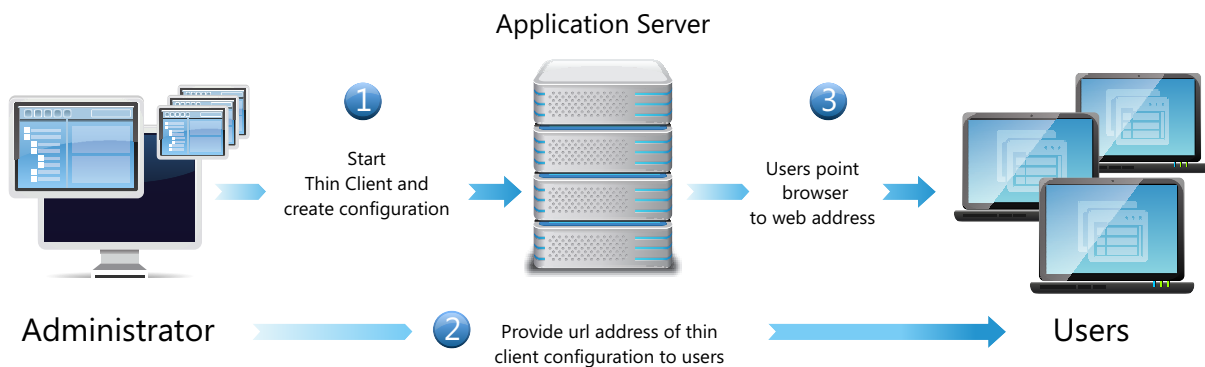 Application Server
1
Start
Thin Client and
create configuration
3
Users point
browser
to web address
Administrator
2
Provide url address of thin
client configuration to users
Users